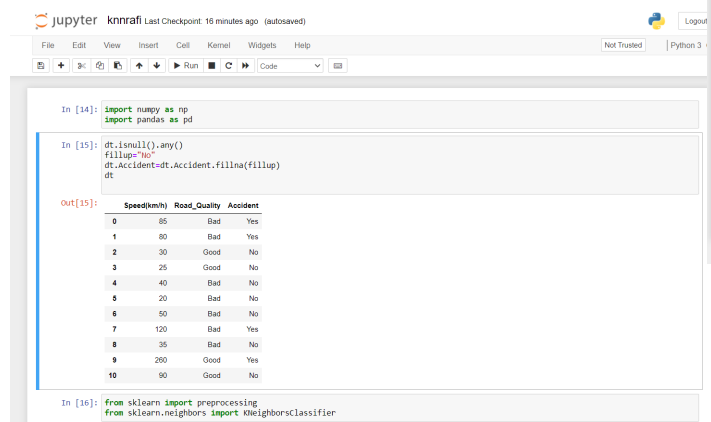 jupyter knnrafi Last Checkpoint: 16 minutes ago (autosaved)
Logout
File Edit View Insert Cell Kernel Widgets Help
Not Trusted
Python 3
Run
Code
In [14]: import numpy as np
import pandas as pd
In [15]: dt.isnull().any()
fillup="No"
dt.Accident=dt.Accident.fillna(fillup)
dt
Out[15]: Speed(km/h) Road_Quality Accident
0 85 Bad Yes
1 80 Bad Yes
2 30 Good No
3 25 Good No
4 40 Bad No
5 20 Bad No
6 50 Bad No
7 120 Bad Yes
8 35 Bad No
9 260 Good Yes
10 90 Good No
In [16]: from sklearn import preprocessing
from sklearn.neighbors import KNeighborsClassifier